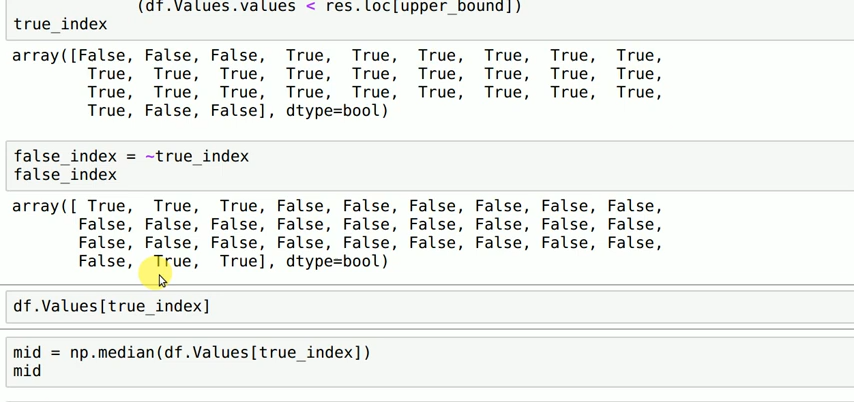 (df.Values.values < res.loc[upper_bound])
true_index
array([False, False, False,  True,  True,  True,  True,  True,  True,
True,  True,  True,  True,  True,  True,  True,  True,  True,
True,  True,  True,  True,  True,  True,  True,  True,  True,
True, False, False], dtype=bool)
false_index = ~true_index
false_index
array([ True,  True,  True, False, False, False, False, False, False,
False, False, False, False, False, False, False, False, False,
False, False, False, False, False, False, False, False, False,
False,  True,  True], dtype=bool)
df.Values[true_index]
mid = np.median(df.Values[true_index])
mid